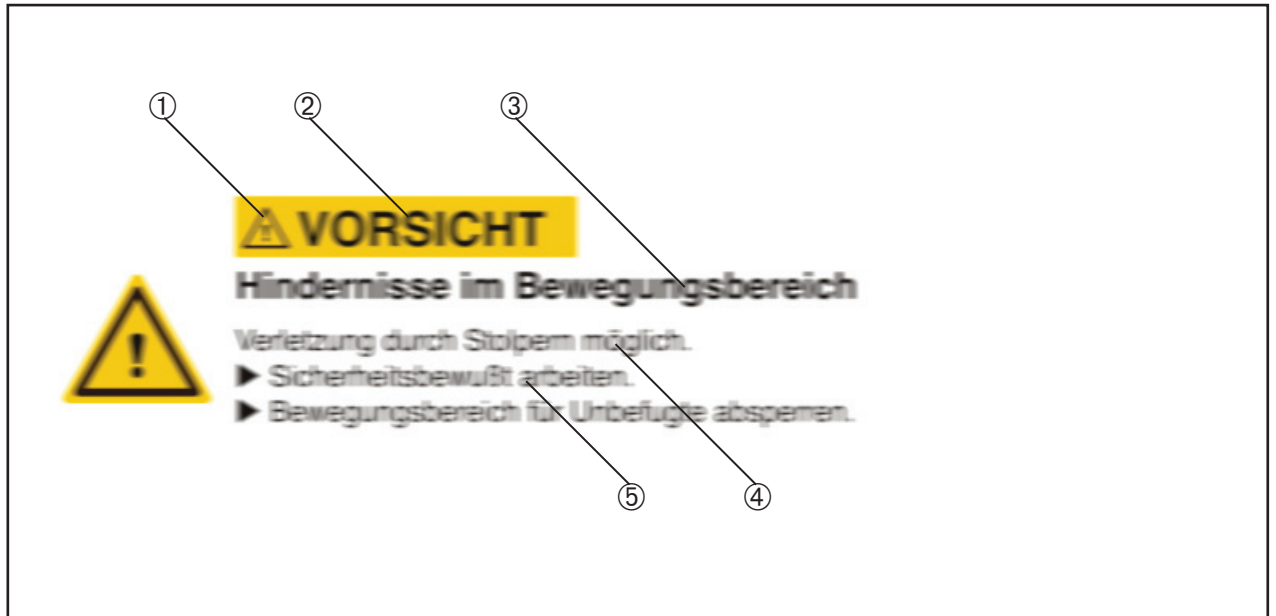 ① ② ③
VORSICHT
Hindernisse im Bewegungsbereich
Verletzung durch Stolpern möglich.
▶ Sicherheitsbewußt arbeiten.
▶ Bewegungsbereich für Unbefugte absperren.
⑤ ④